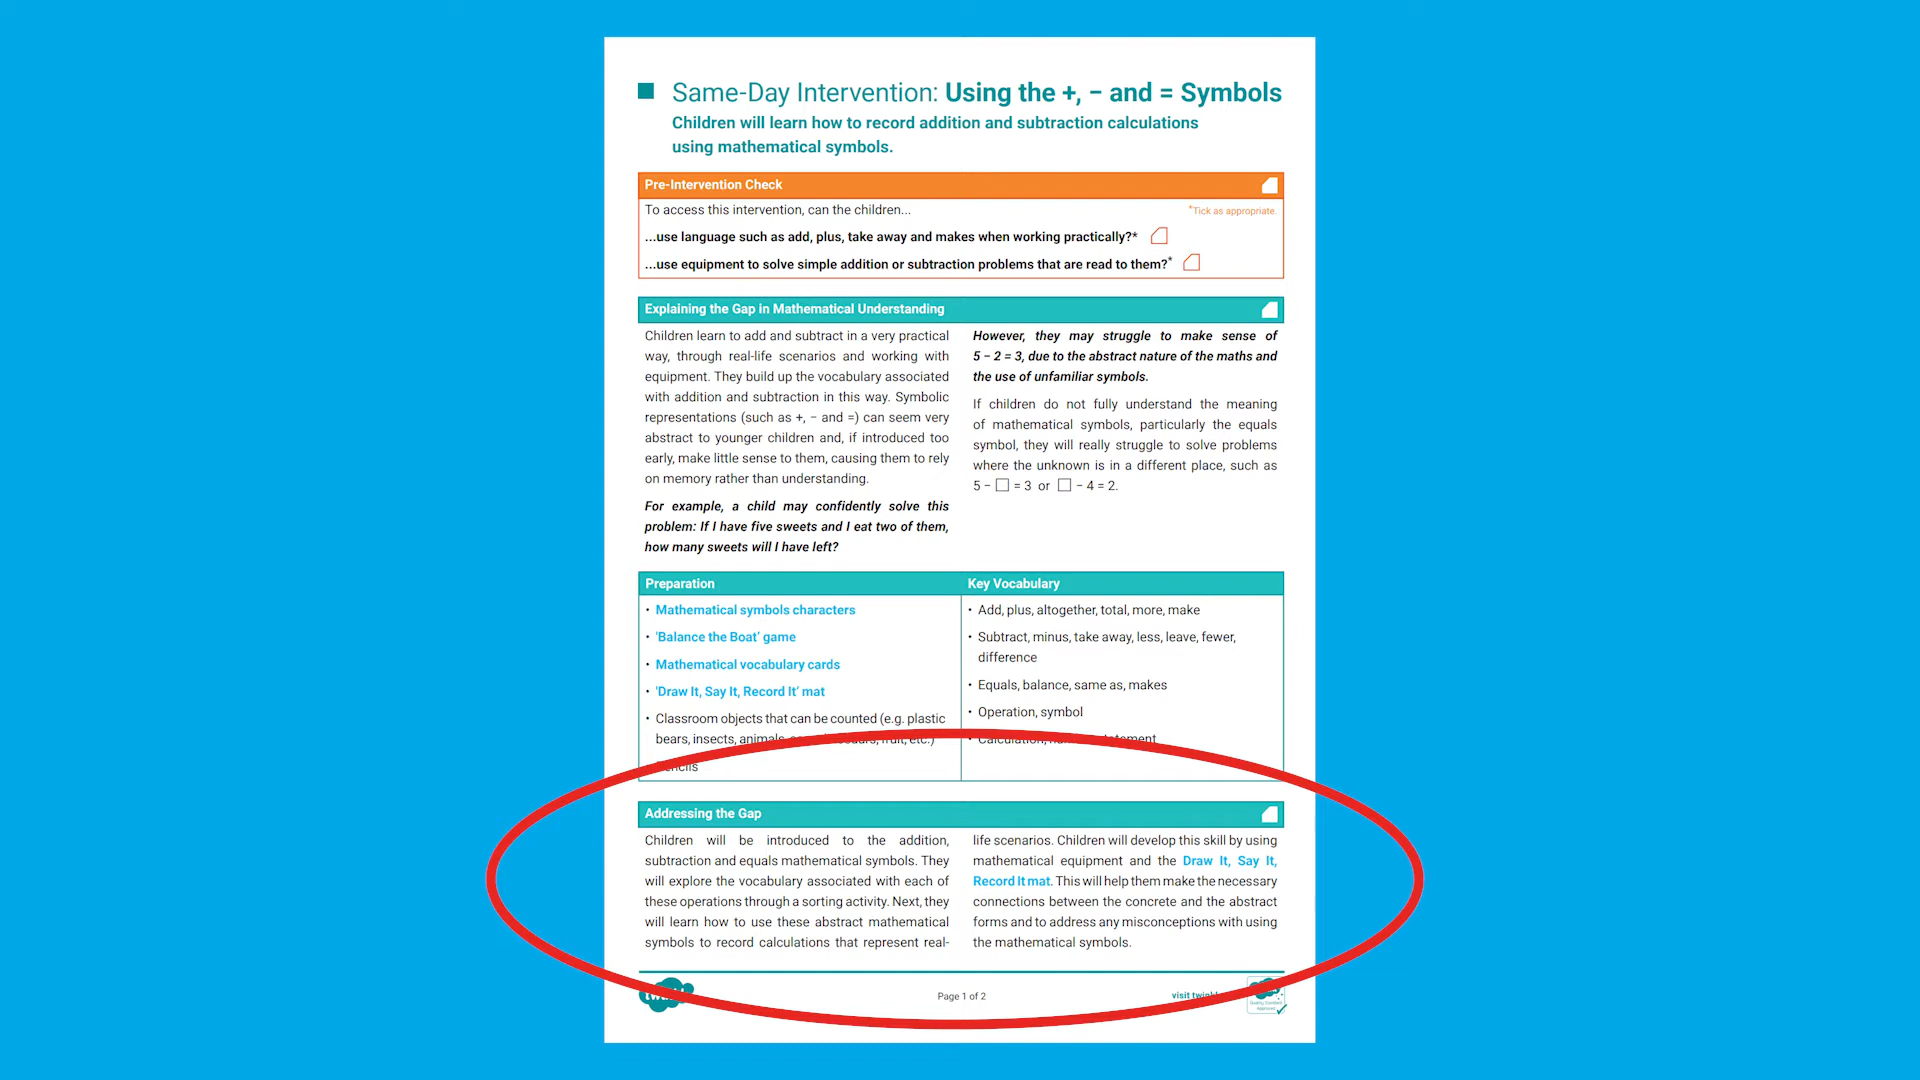 Same-Day Intervention: Using the +, − and = Symbols
Children will learn how to record addition and subtraction calculations
using mathematical symbols.
Pre-Intervention Check
To access this intervention, can the children...
*Tick as appropriate.
...use language such as add, plus, take away and makes when working practically?*
...use equipment to solve simple addition or subtraction problems that are read to them?*
Explaining the Gap in Mathematical Understanding
Children learn to add and subtract in a very practical
way, through real-life scenarios and working with
equipment. They build up the vocabulary associated
with addition and subtraction in this way. Symbolic
representations (such as +, − and =) can seem very
abstract to younger children and, if introduced too
early, make little sense to them, causing them to rely
on memory rather than understanding.
For example, a child may confidently solve this
problem: If I have five sweets and I eat two of them,
how many sweets will I have left?
However, they may struggle to make sense of
5 − 2 = 3, due to the abstract nature of the maths and
the use of unfamiliar symbols.
If children do not fully understand the meaning
of mathematical symbols, particularly the equals
symbol, they will really struggle to solve problems
where the unknown is in a different place, such as
5 − □ = 3 or □ − 4 = 2.
Preparation
• Mathematical symbols characters
• 'Balance the Boat' game
• Mathematical vocabulary cards
• 'Draw It, Say It, Record It' mat
• Classroom objects that can be counted (e.g. plastic
bears, insects, animals, fruit, etc.)
Pencils
Key Vocabulary
• Add, plus, altogether, total, more, make
• Subtract, minus, take away, less, leave, fewer,
difference
• Equals, balance, same as, makes
• Operation, symbol
• Calculation, statement
Addressing the Gap
Children will be introduced to the addition,
subtraction and equals mathematical symbols. They
will explore the vocabulary associated with each of
these operations through a sorting activity. Next, they
will learn how to use these abstract mathematical
symbols to record calculations that represent real-
life scenarios. Children will develop this skill by using
mathematical equipment and the Draw It, Say It,
Record It mat. This will help them make the necessary
connections between the concrete and the abstract
forms and to address any misconceptions with using
the mathematical symbols.
twinkl
Page 1 of 2
visit